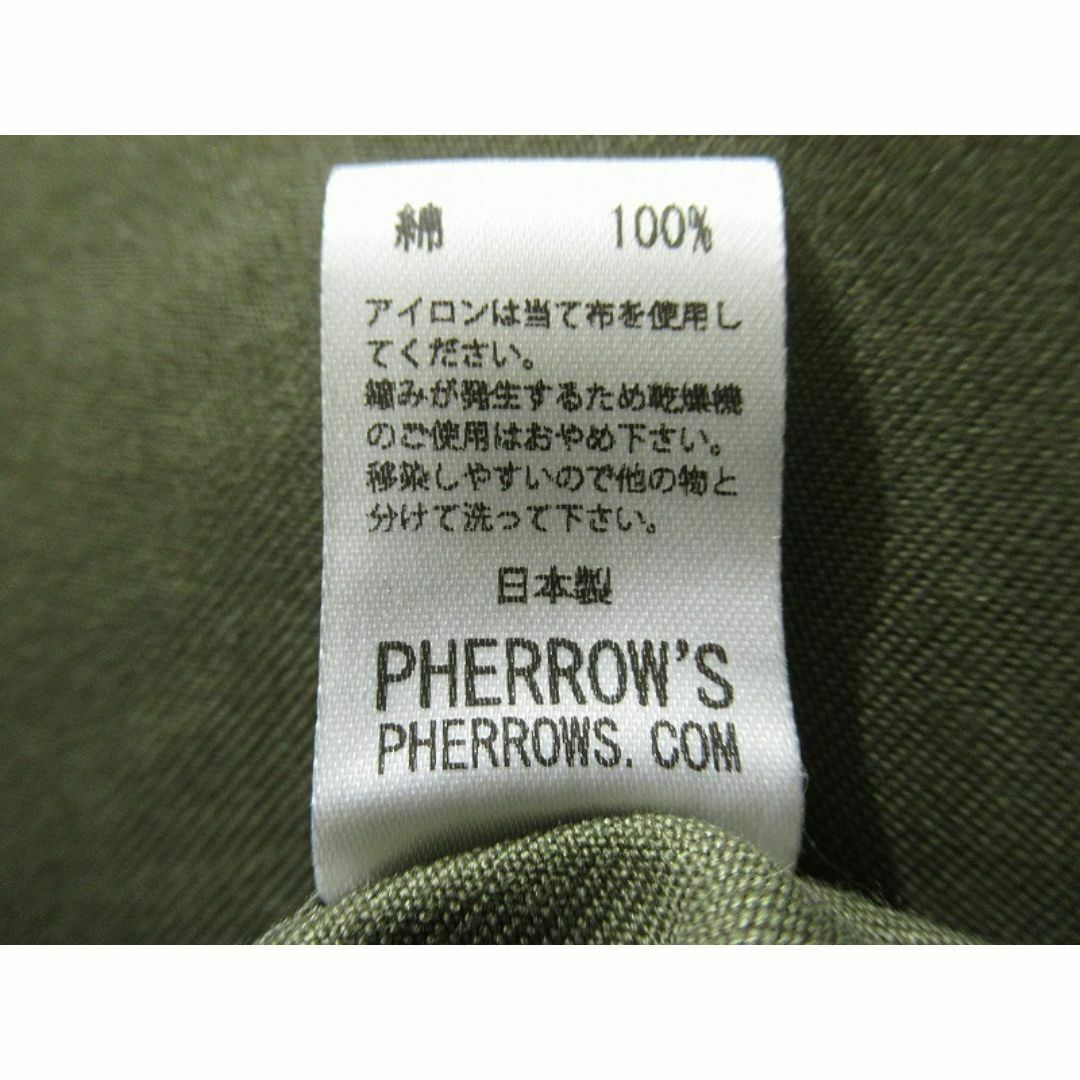 綿 100%
アイロンは当て布を使用し
てください。
縮みが発生するため乾燥機
のご使用はおやめ下さい。
移染しやすいので他の物と
分けて洗って下さい。
日本製
PHERROW'S
PHERROWS.COM